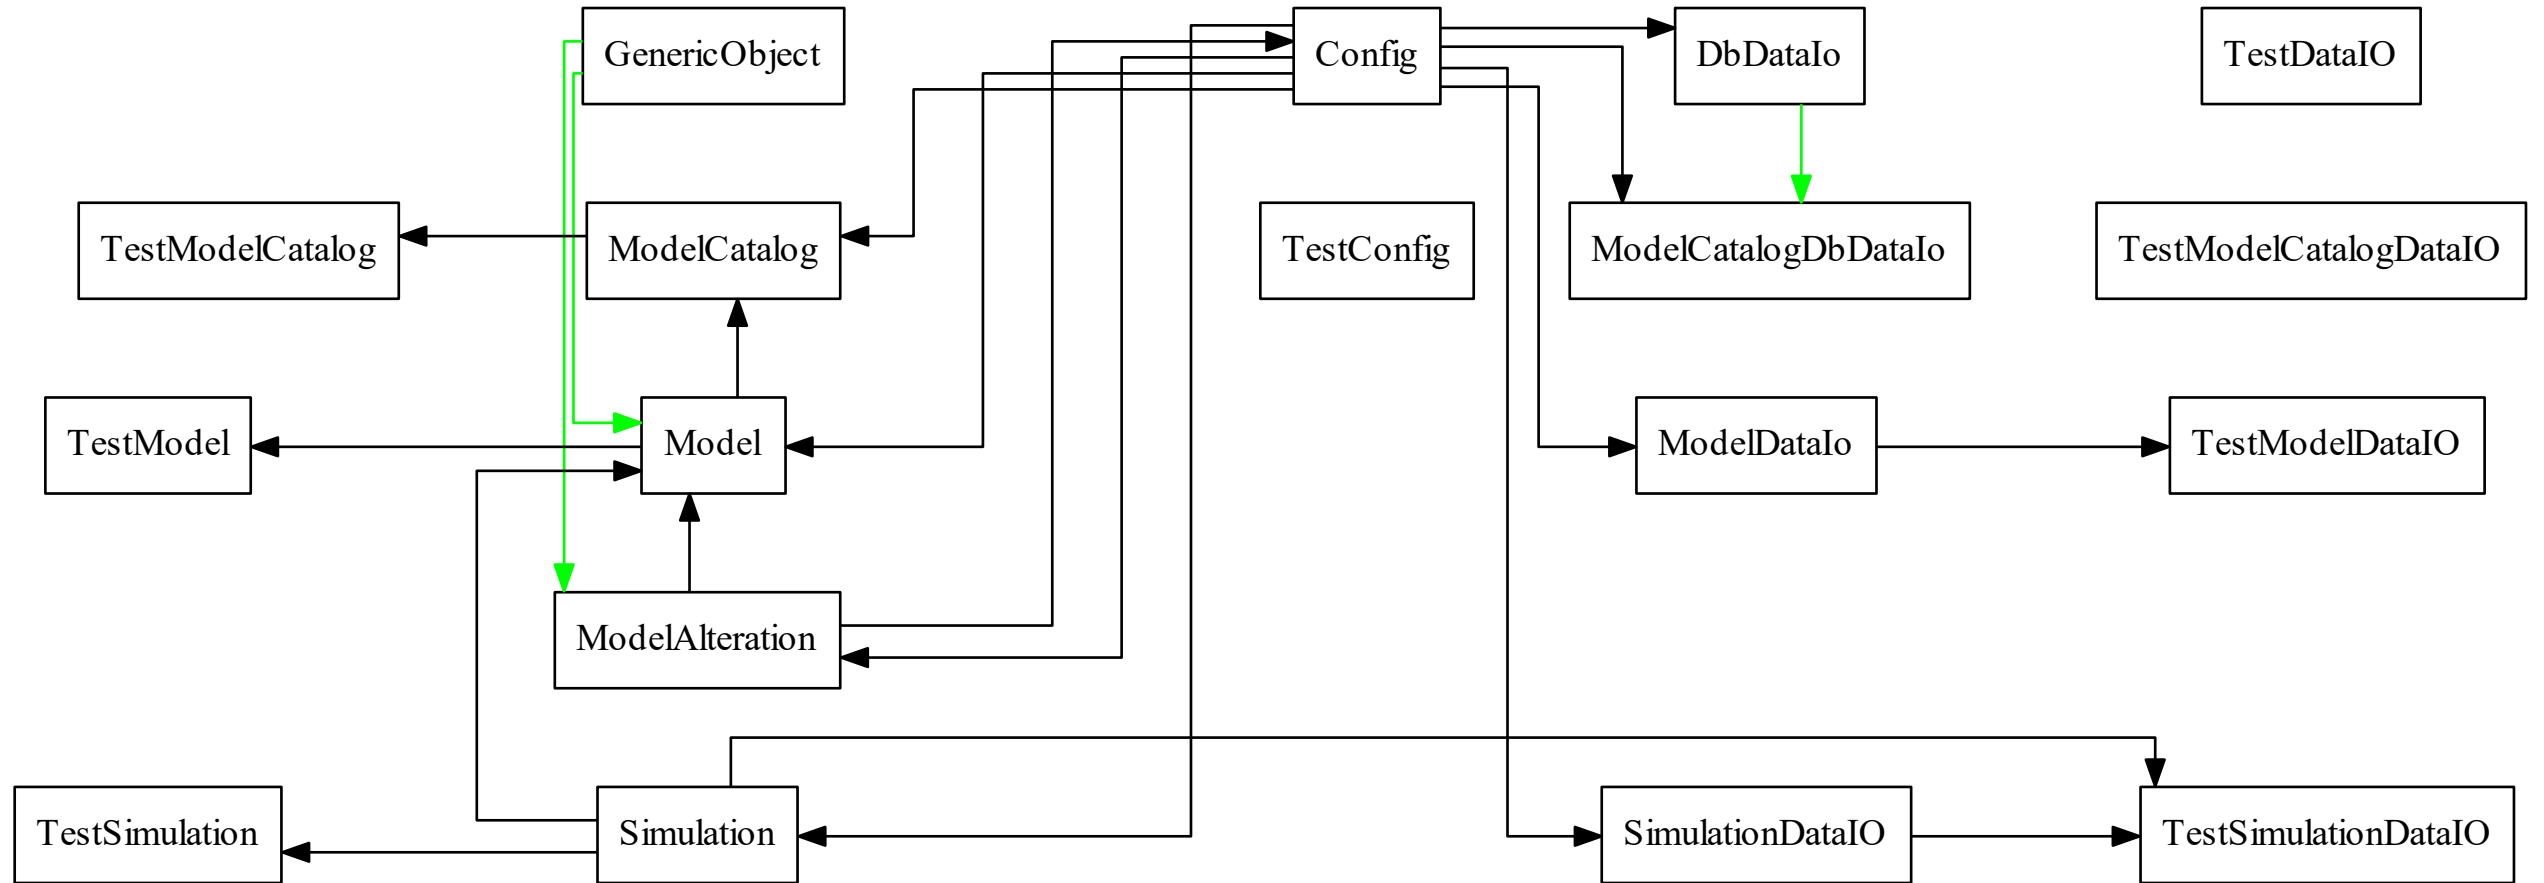 GenericObject
Config
DbDataIo
TestDataIO
TestModelCatalog
ModelCatalog
TestConfig
ModelCatalogDbDataIo
TestModelCatalogDataIO
TestModel
Model
ModelDataIo
TestModelDataIO
ModelAlteration
TestSimulation
Simulation
SimulationDataIO
TestSimulationDataIO